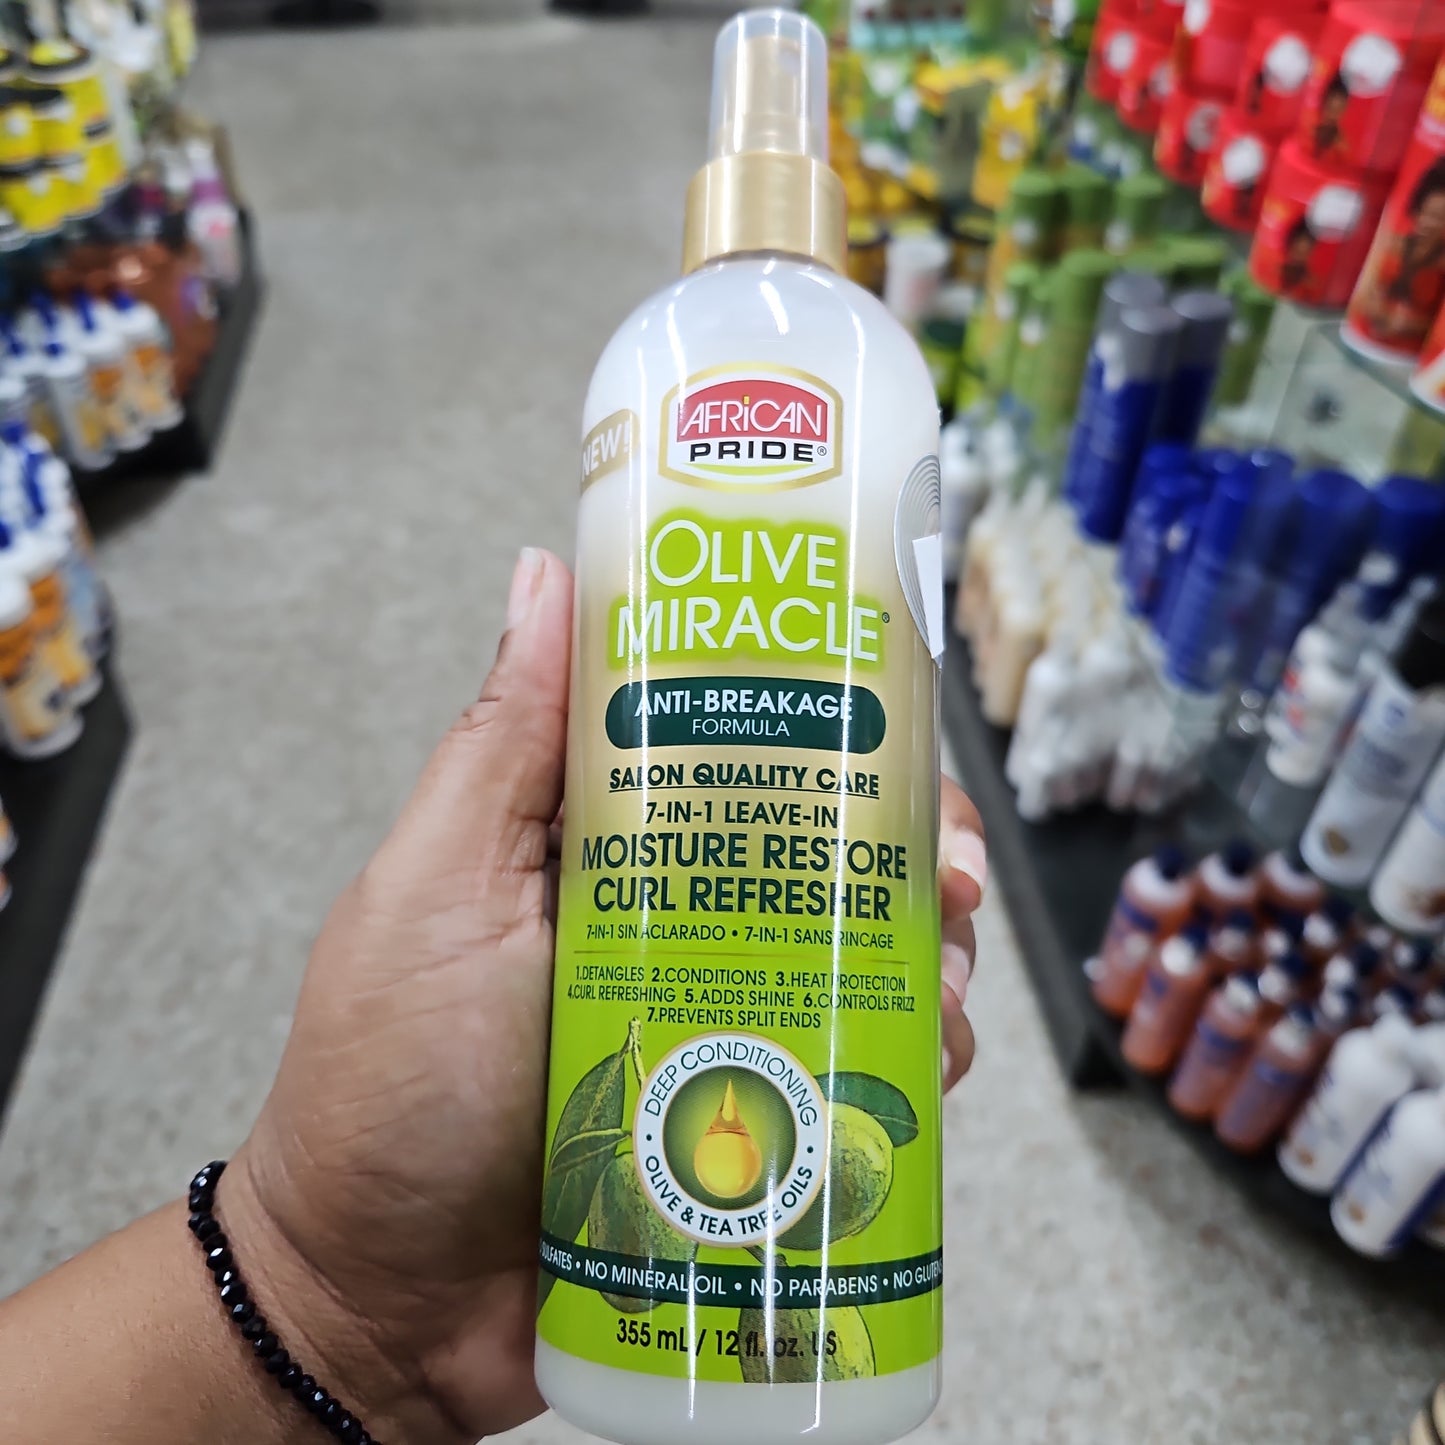 NEW!
AFRiCAN
PRIDE®
OLIVE
MIRACLE®
ANTI-BREAKAGE
FORMULA
SALON QUALITY CARE
7-IN-1 LEAVE-IN
MOISTURE RESTORE
CURL REFRESHER
7-IN-1 SIN ACLARADO • 7-IN-1 SANS RINCAGE
1.DETANGLES 2.CONDITIONS 3.HEAT PROTECTION
4.CURL REFRESHING 5.ADDS SHINE 6.CONTROLS FRIZZ
7.PREVENTS SPLIT ENDS
DEEP CONDITIONING
• OLIVE & TEA TREE OILS •
SULFATES • NO MINERAL OIL • NO PARABENS • NO GLUTEN
355 mL / 12 fl. oz. US